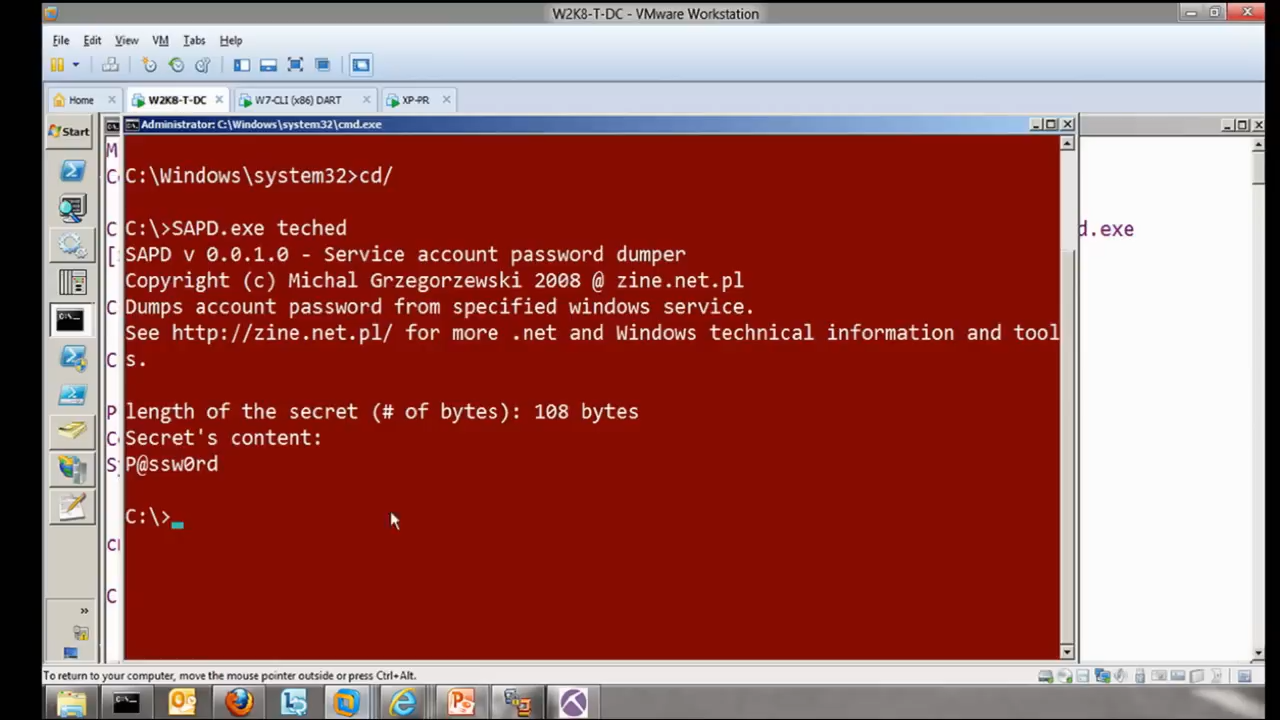 W2K8-T-DC - VMware Workstation
File Edit View VM Tabs Help
Home W2K8-T-DC W7-CLI (x86) DART XP-PR
Start
Administrator: C:\Windows\system32\cmd.exe
C:\Windows\system32>cd/
C:\>SAPD.exe teched
d.exe
SAPD v 0.0.1.0 - Service account password dumper
Copyright (c) Michal Grzegorzewski 2008 @ zine.net.pl
Dumps account password from specified windows service.
See http://zine.net.pl/ for more .net and Windows technical information and tool
s.
length of the secret (# of bytes): 108 bytes
Secret's content:
P@ssw0rd
C:\>
To return to your computer, move the mouse pointer outside or press Ctrl+Alt.